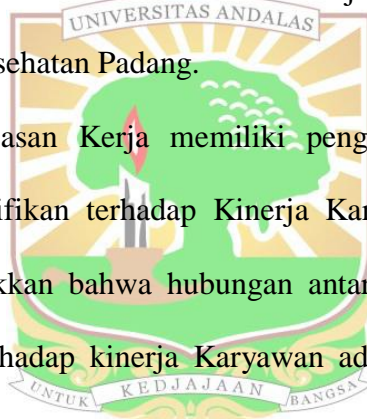 UNIVERSITAS ANDALAS
sehatan Padang.
asan Kerja memiliki peng
ifikan terhadap Kinerja Kar
kkan bahwa hubungan antar
rhadap kinerja Karyawan ad
UNTUK KEDJAJAAN BANGSA